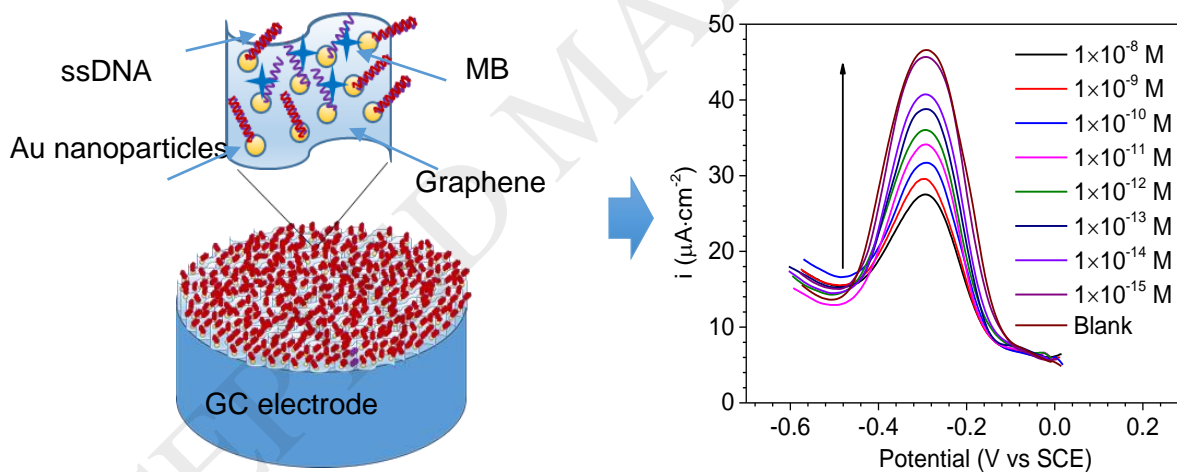 ssDNA
MB
Au nanoparticles
Graphene
GC electrode
i (μA·cm⁻²)
50
40
30
20
10
0
-0.6
-0.4
-0.2
0.0
0.2
Potential (V vs SCE)
1×10⁻⁸ M
1×10⁻⁹ M
1×10⁻¹⁰ M
1×10⁻¹¹ M
1×10⁻¹² M
1×10⁻¹³ M
1×10⁻¹⁴ M
1×10⁻¹⁵ M
Blank